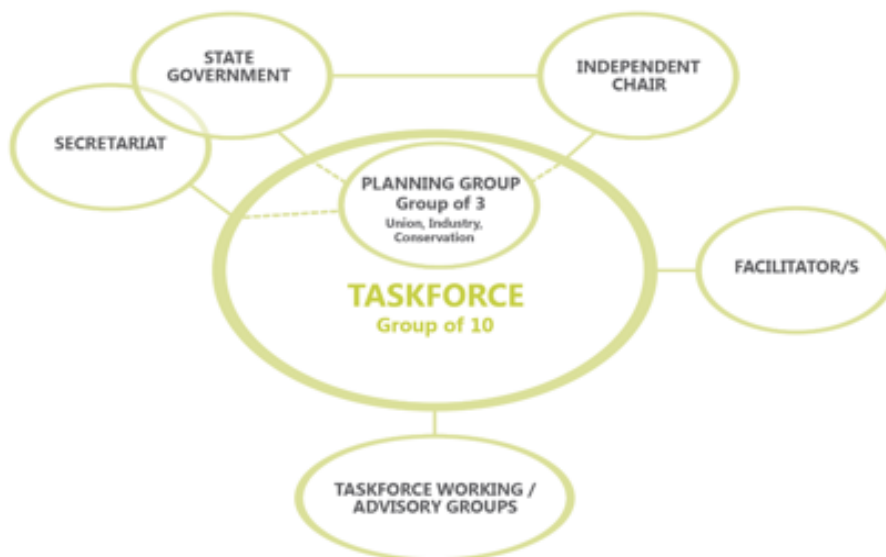 STATE
GOVERNMENT
INDEPENDENT
CHAIR
SECRETARIAT
PLANNING GROUP
Group of 3
Union, Industry,
Conservation
FACILITATOR/S
TASKFORCE
Group of 10
TASKFORCE WORKING /
ADVISORY GROUPS